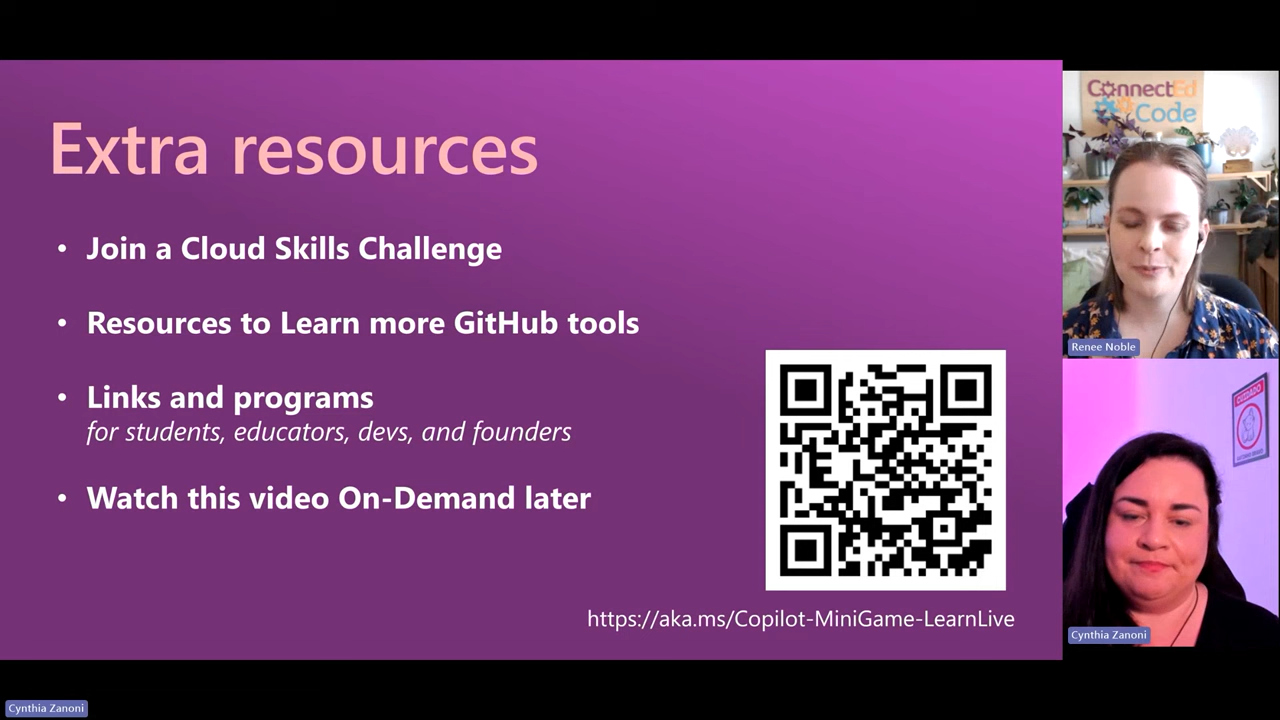 Extra resources
• Join a Cloud Skills Challenge
• Resources to Learn more GitHub tools
• Links and programs
for students, educators, devs, and founders
• Watch this video On-Demand later
https://aka.ms/Copilot-MiniGame-LearnLive
ConnectEd
Code
Renee Noble
CUIDADO
Cynthia Zanoni
Cynthia Zanoni